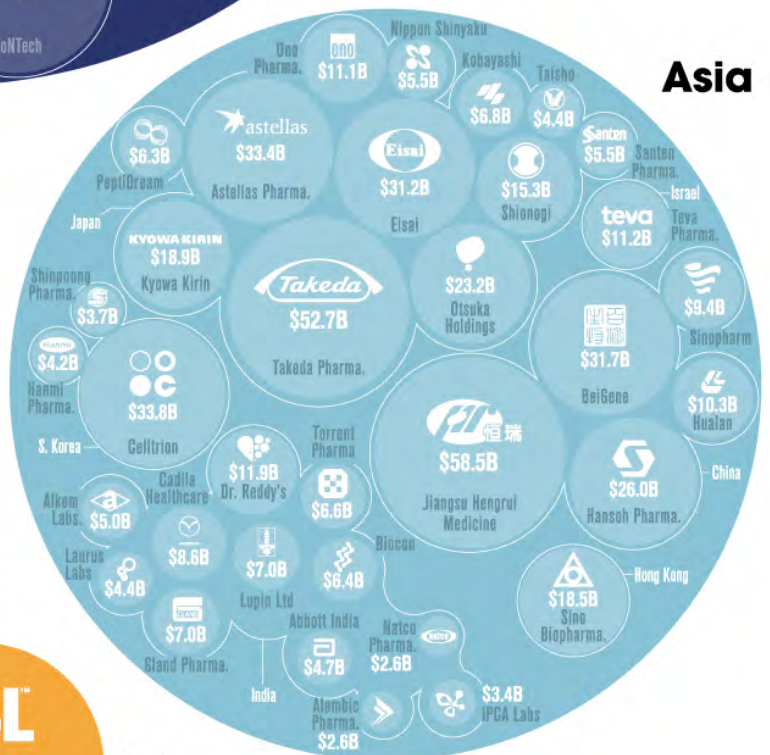 oNTech
Asia
Ono
Pharma.
ono
$11.1B
Nippon Shinyaku
$5.5B
Kobayashi
$6.8B
Taisho
$4.4B
Santen
$5.5B
Santen
Pharma.
PeptiDream
$6.3B
astellas
$33.4B
Astellas Pharma.
Eisai
$31.2B
Eisai
$15.3B
Shionogi
Israel
teva
$11.2B
Teva
Pharma.
Japan
KYOWA KIRIN
$18.9B
Kyowa Kirin
Takeda
$52.7B
Takeda Pharma.
$23.2B
Otsuka
Holdings
$9.4B
Sinopharm
百济
神州
$31.7B
BeiGene
$10.3B
Hualan
Shinpoong
Pharma.
$3.7B
Hanmi
$4.2B
Hanmi
Pharma.
$33.8B
Celltrion
S. Korea
恒瑞
$58.5B
Jiangsu Hengrui
Medicine
$26.0B
Hansoh Pharma.
China
Hong Kong
$18.5B
Sino
Biopharma.
$11.9B
Dr. Reddy's
Torrent
Pharma
$6.6B
Cadila
Healthcare
$8.6B
Alkem
Labs.
$5.0B
Laurus
Labs
$4.4B
$7.0B
Lupin Ltd
Biocon
$6.4B
$7.0B
Gland Pharma.
Abbott India
$4.7B
Natco
Pharma.
$2.6B
NATCO
India
Alembic
Pharma.
$2.6B
$3.4B
IPCA Labs
SL